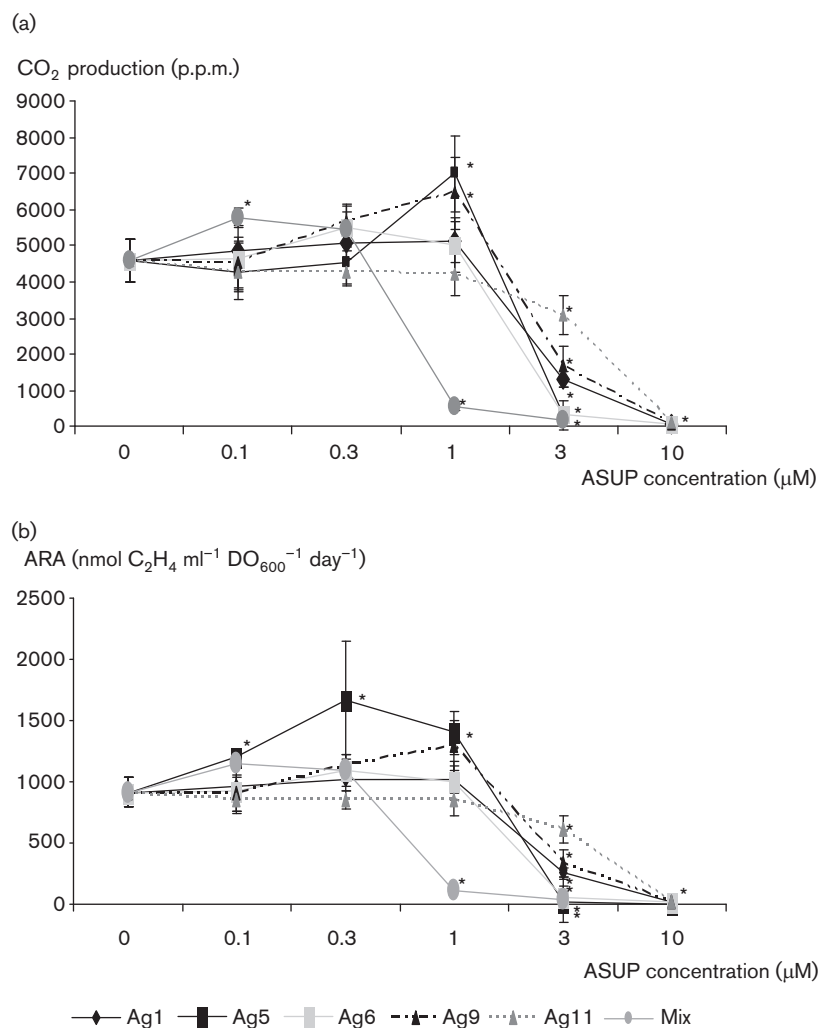 (a)
CO₂ production (p.p.m.)
9000
8000
7000
6000
5000
4000
3000
2000
1000
0
0 0.1 0.3 1 3 10
ASUP concentration (μM)
(b)
ARA (nmol C₂H₄ ml⁻¹ DO₆₀₀⁻¹ day⁻¹)
2500
2000
1500
1000
500
0
0 0.1 0.3 1 3 10
ASUP concentration (μM)
Ag1 Ag5 Ag6 Ag9 Ag11 Mix